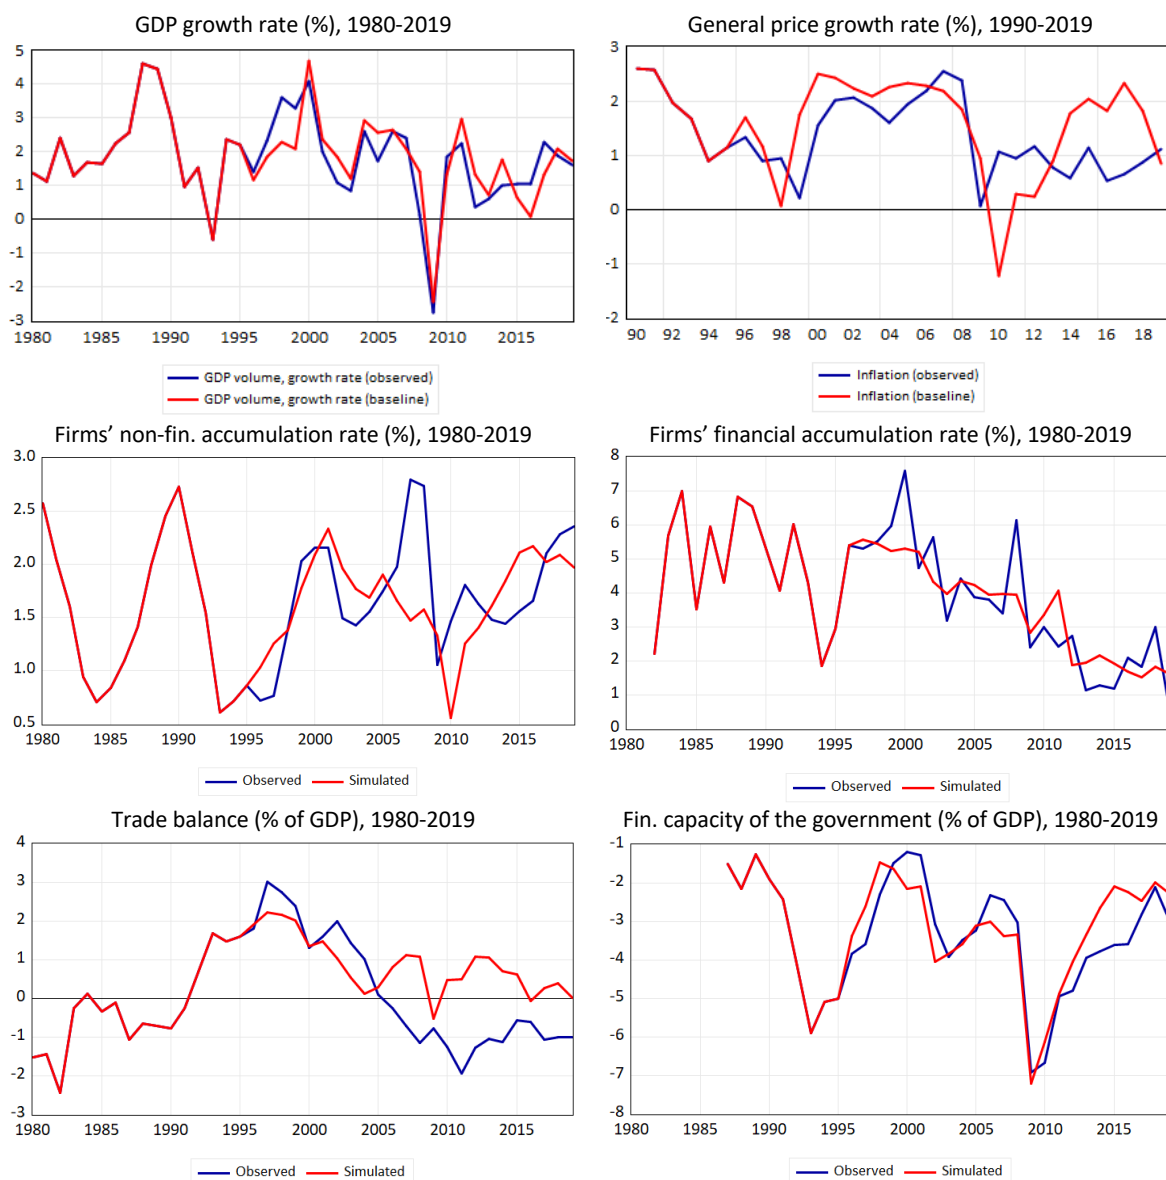 GDP growth rate (%), 1980-2019
5
4
3
2
1
0
-1
-2
-3
1980 1985 1990 1995 2000 2005 2010 2015
GDP volume, growth rate (observed)
GDP volume, growth rate (baseline)
General price growth rate (%), 1990-2019
3
2
1
0
-1
-2
90 92 94 96 98 00 02 04 06 08 10 12 14 16 18
Inflation (observed)
Inflation (baseline)
Firms' non-fin. accumulation rate (%), 1980-2019
3.0
2.5
2.0
1.5
1.0
0.5
1980 1985 1990 1995 2000 2005 2010 2015
Observed Simulated
Firms' financial accumulation rate (%), 1980-2019
8
7
6
5
4
3
2
1
0
1980 1985 1990 1995 2000 2005 2010 2015
Observed Simulated
Trade balance (% of GDP), 1980-2019
4
3
2
1
0
-1
-2
-3
1980 1985 1990 1995 2000 2005 2010 2015
Observed Simulated
Fin. capacity of the government (% of GDP), 1980-2019
-1
-2
-3
-4
-5
-6
-7
-8
1980 1985 1990 1995 2000 2005 2010 2015
Observed Simulated